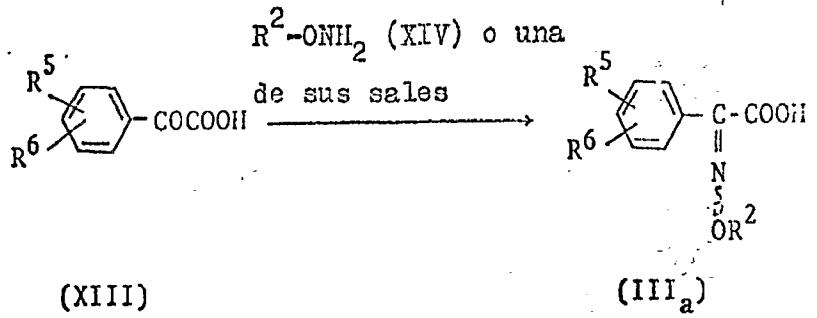 R²-ONH₂ (XIV) o una
de sus sales
R⁵
R⁶
-COCOOH
R⁵
R⁶
C-COOH
N
OR²
(XIII)
(IIIₐ)